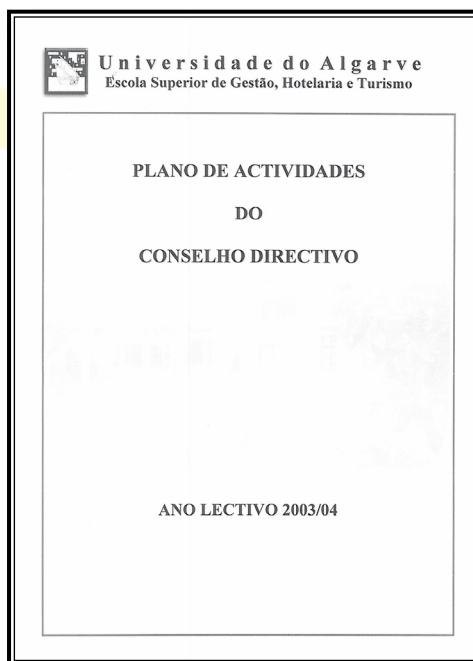 Universidade do Algarve
Escola Superior de Gestão, Hotelaria e Turismo
PLANO DE ACTIVIDADES
DO
CONSELHO DIRECTIVO
ANO LECTIVO 2003/04